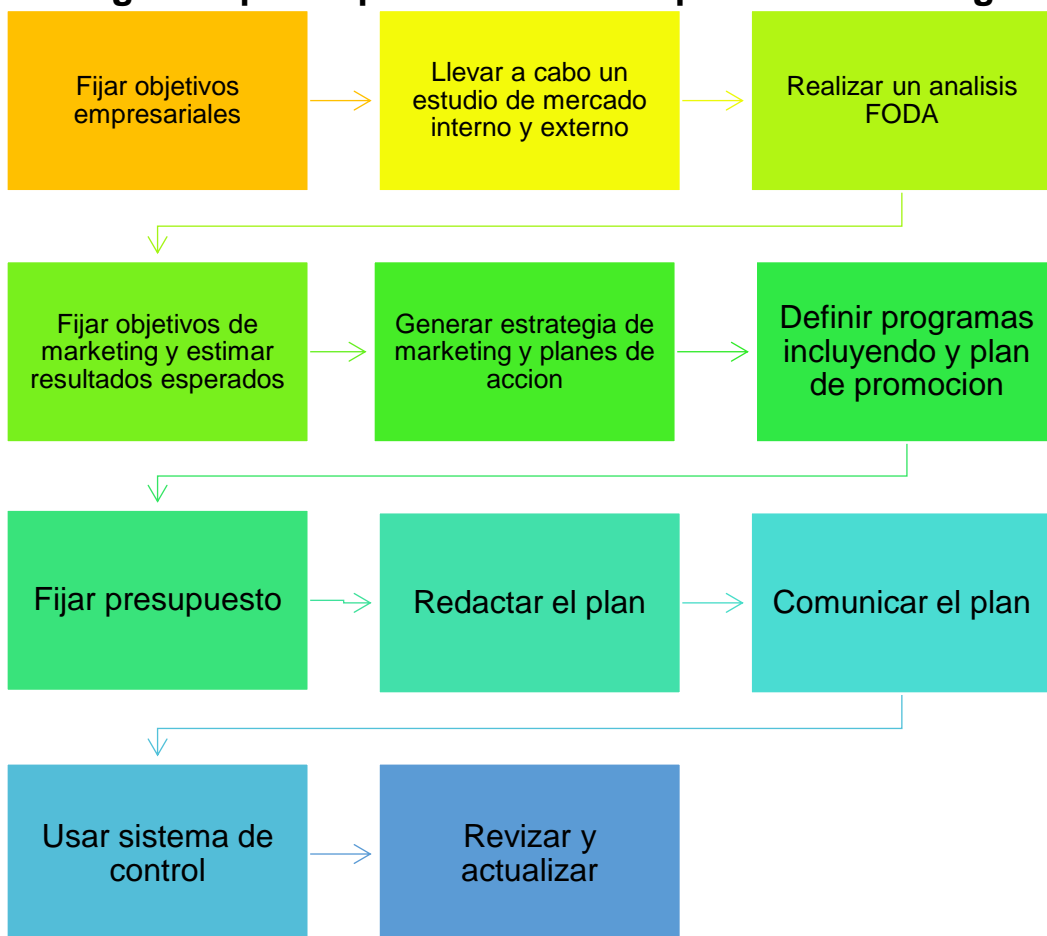 Fijar objetivos
empresariales
Llevar a cabo un
estudio de mercado
interno y externo
Realizar un analisis
FODA
Fijar objetivos de
marketing y estimar
resultados esperados
Generar estrategia de
marketing y planes de
accion
Definir programas
incluyendo y plan
de promocion
Fijar presupuesto
Redactar el plan
Comunicar el plan
Usar sistema de
control
Revizar y
actualizar